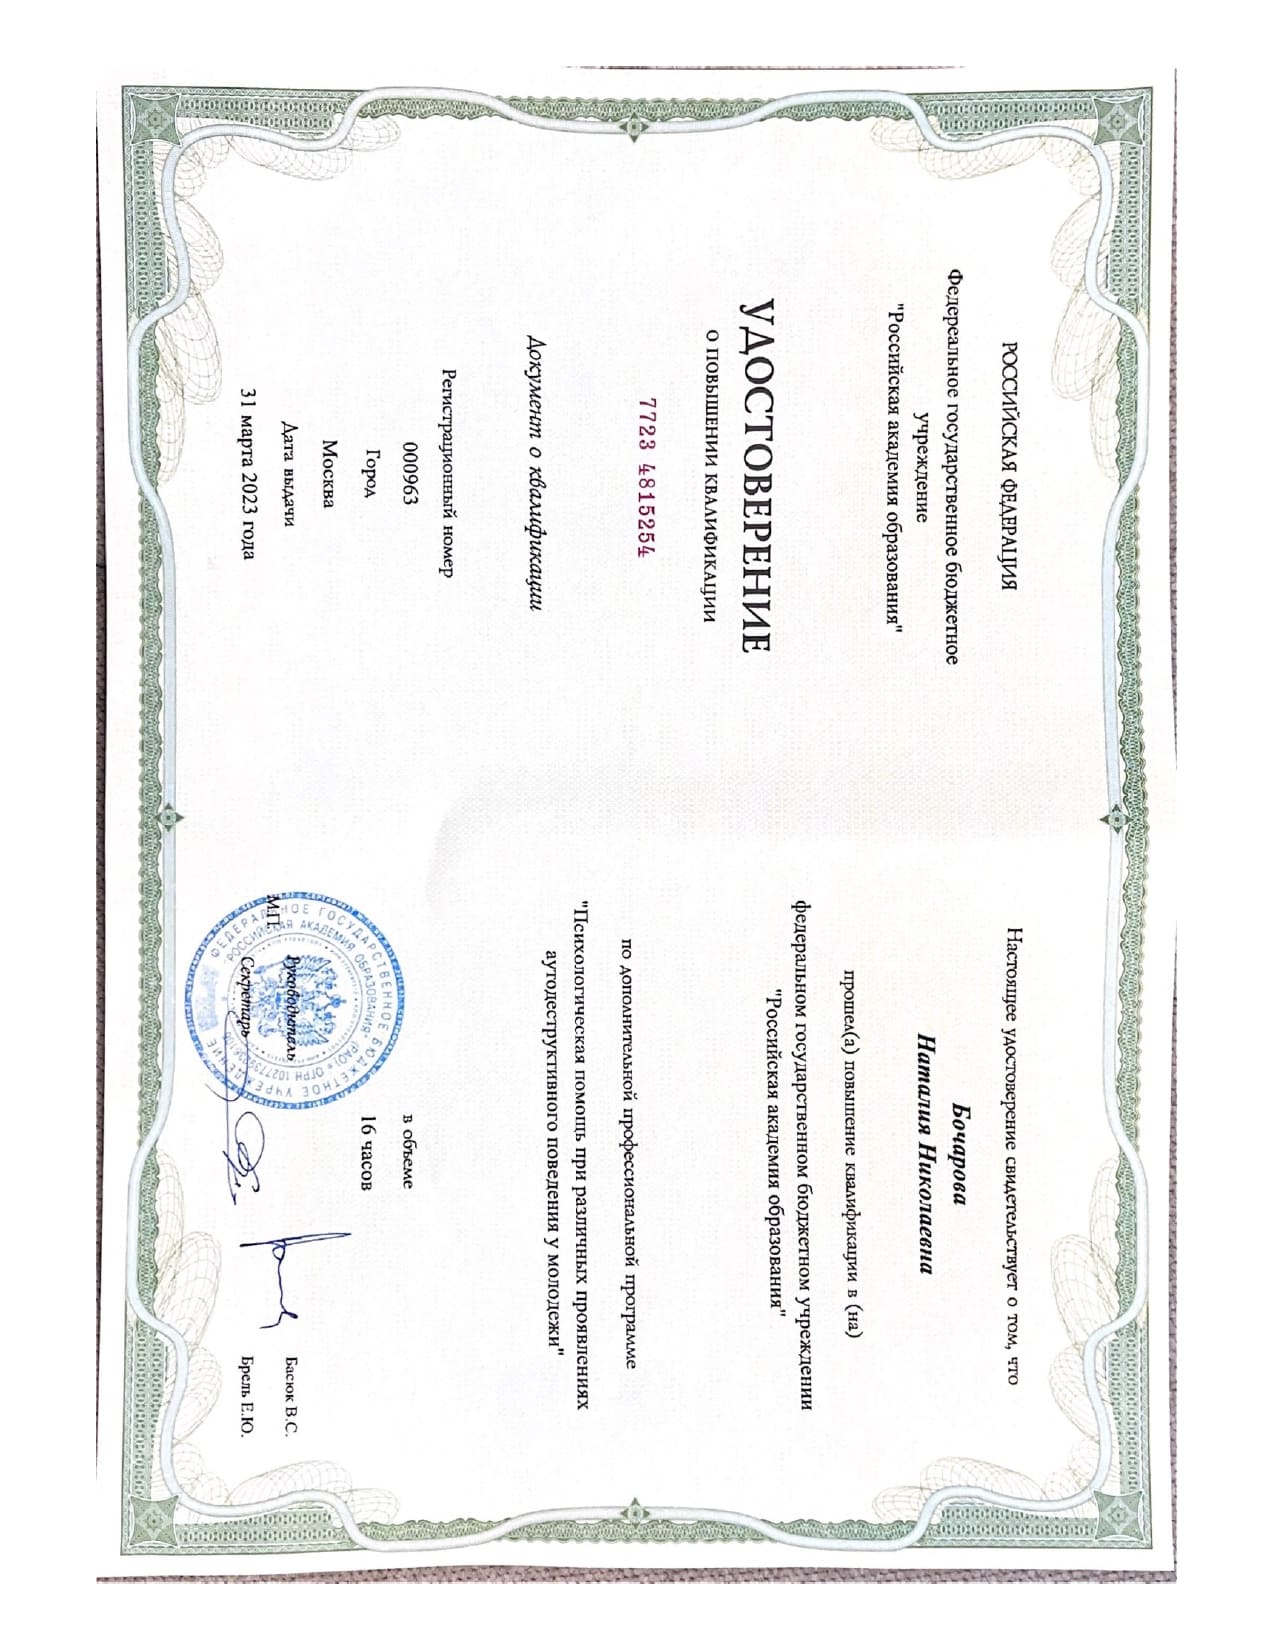 РОССИЙСКАЯ ФЕДЕРАЦИЯ
Федереальное государственное бюджетное
учреждение
"Российская академия образования"
УДОСТОВЕРЕНИЕ
О ПОВЫШЕНИИ КВАЛИФИКАЦИИ
7723 4815254
Документ о квалификации
Регистрационный номер
000963
Город
Москва
Дата выдачи
31 марта 2023 года
Настоящее удостоверение свидетельствует о том, что
Бочарова
Наталия Николаевна
прошел(а) повышение квалификации в (на)
федеральном государственном бюджетном учреждении
"Российская академия образования"
по дополнительной профессиональной программе
"Психологическая помощь при различных проявлениях
аутодеструктивного поведения у молодежи"
в объеме
16 часов
М.П.
Руководитель
Басюк В.С.
Секретарь
Брель Е.Ю.
ФЕДЕРАЛЬНОЕ ГОСУДАРСТВЕННОЕ БЮДЖЕТНОЕ УЧРЕЖДЕНИЕ
"РОССИЙСКАЯ АКАДЕМИЯ ОБРАЗОВАНИЯ" (РАО) * ОГРН